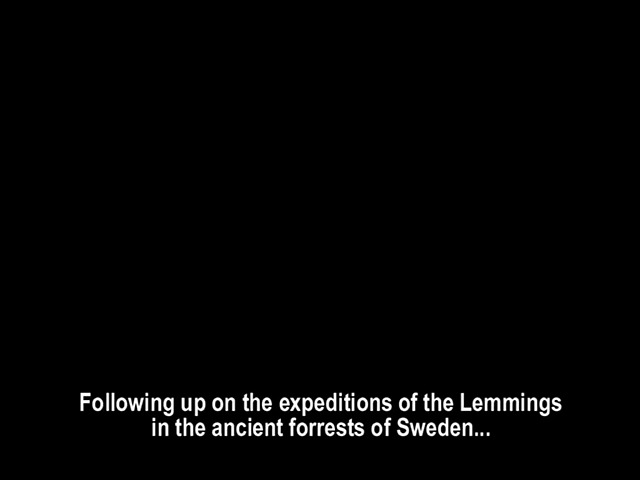 Following up on the expeditions of the Lemmings
in the ancient forrests of Sweden...